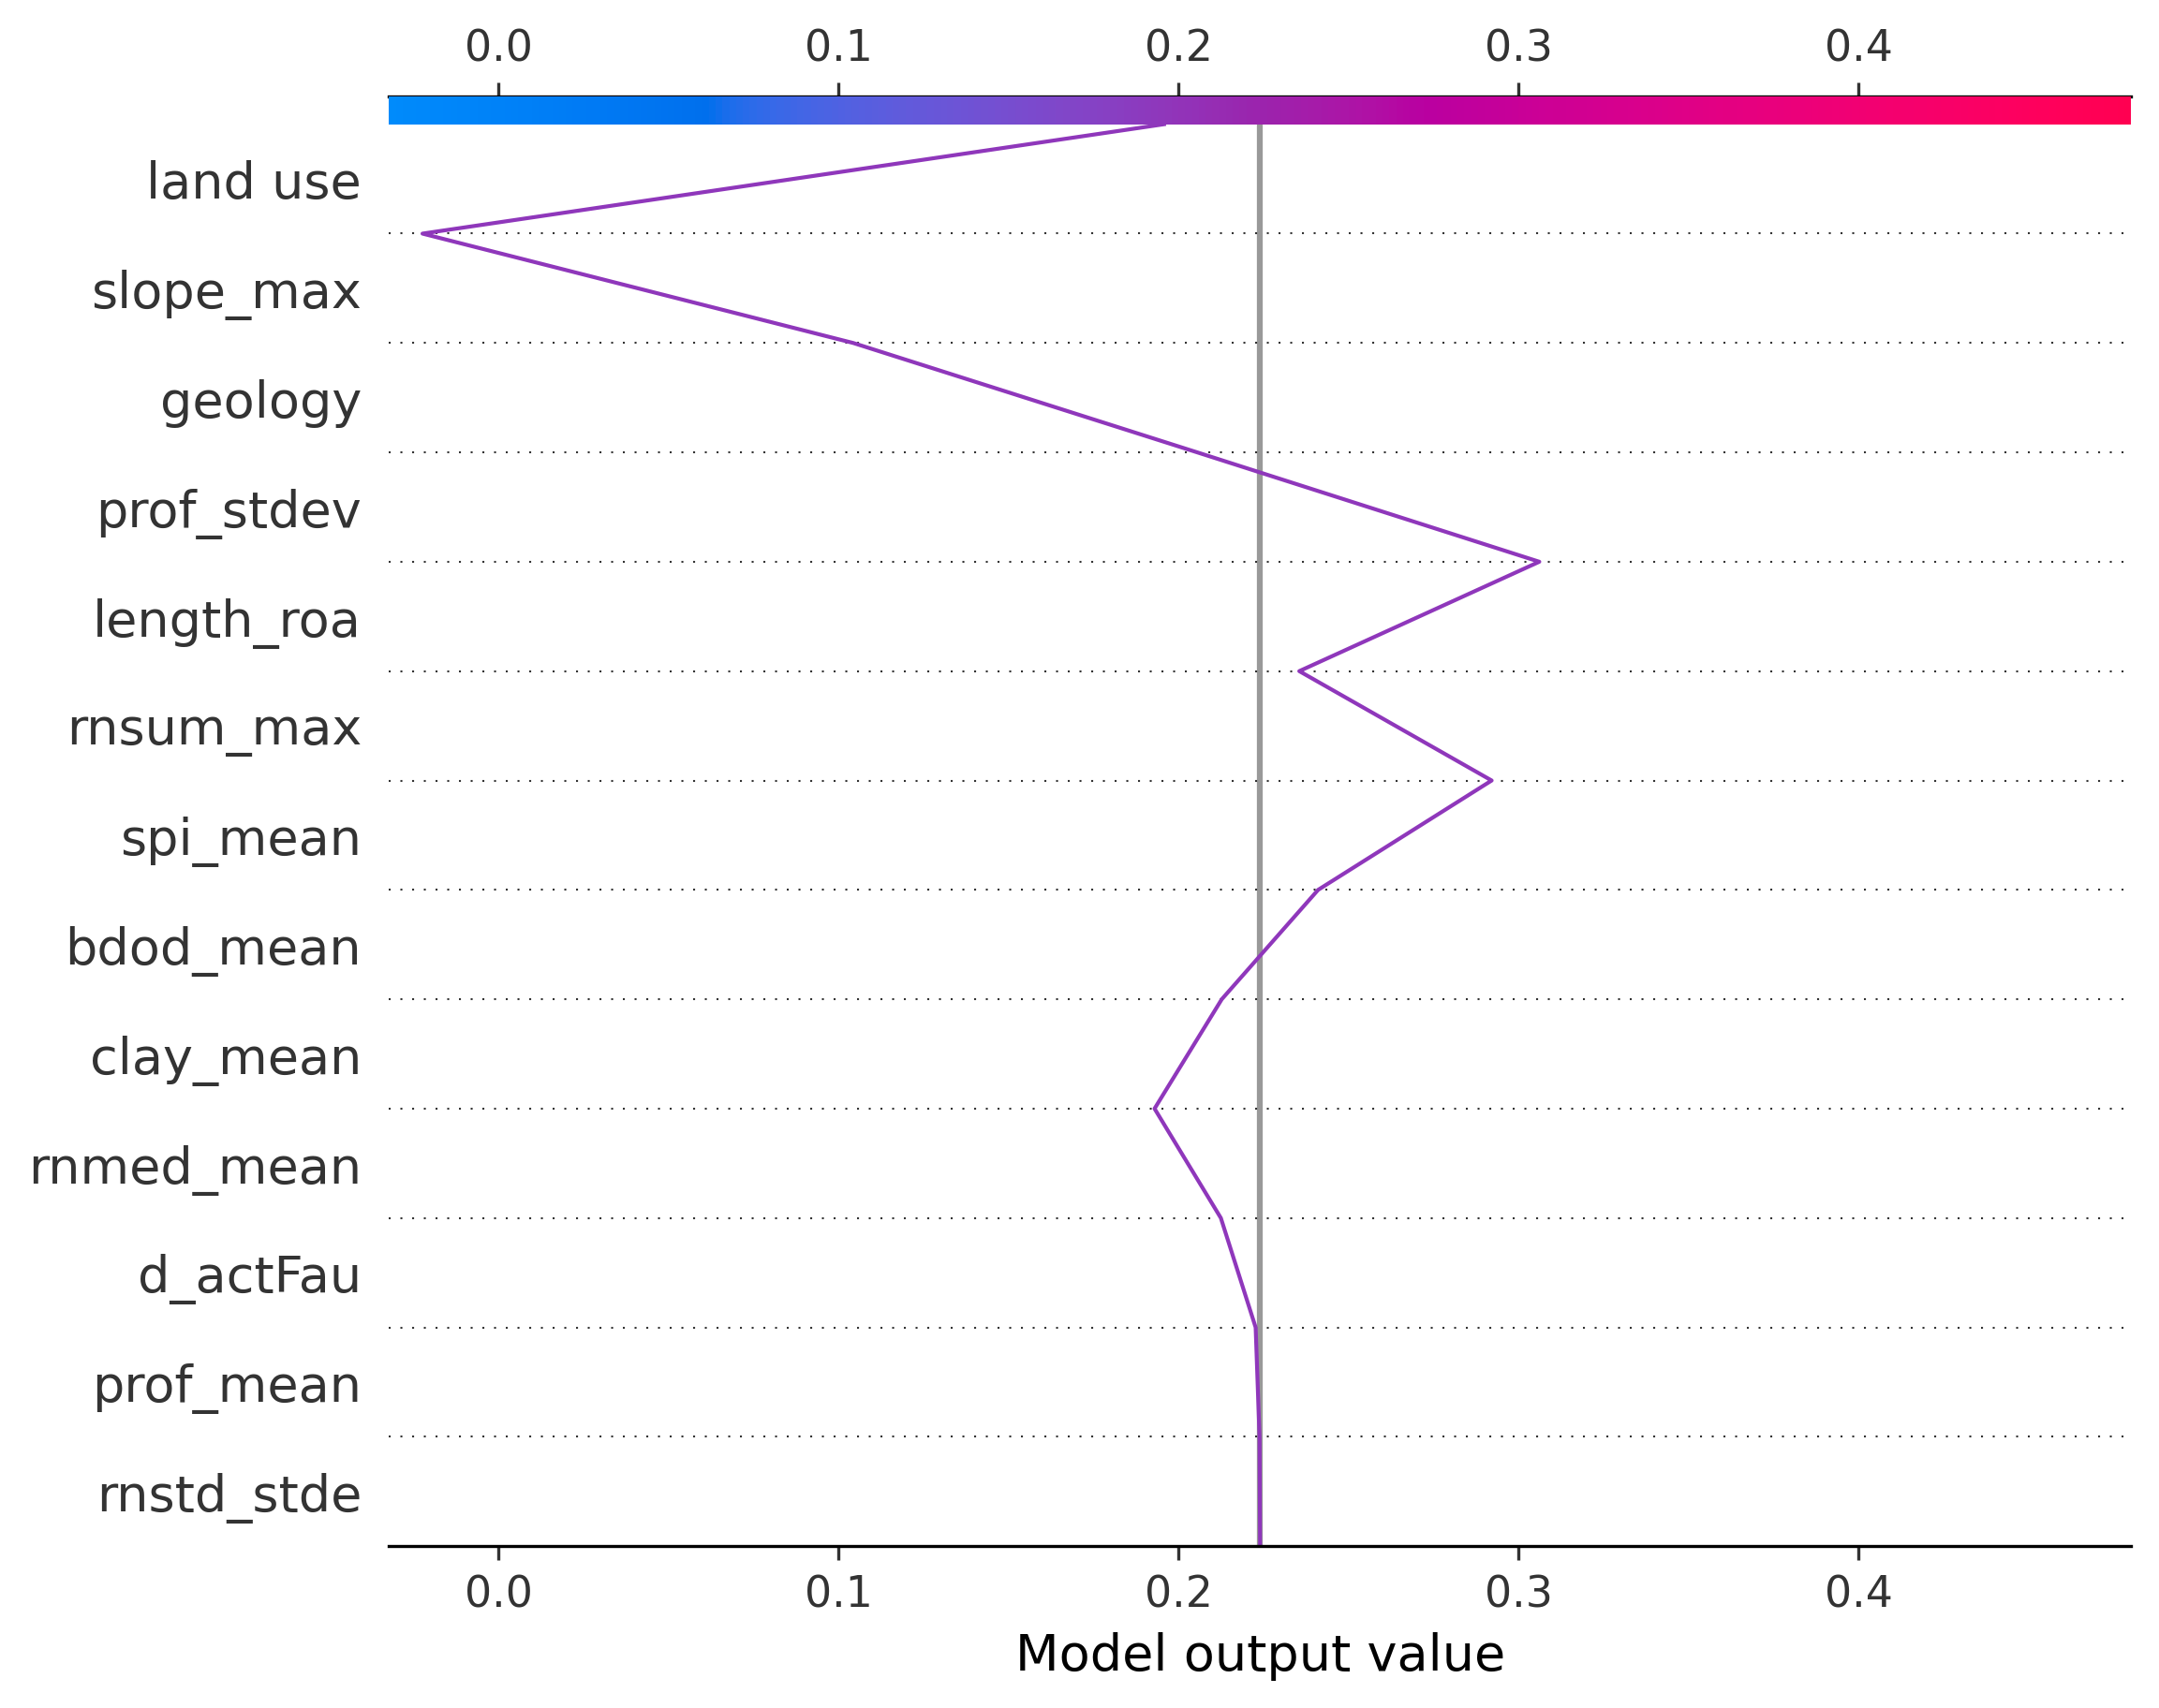 0.0 0.1 0.2 0.3 0.4
land use
slope_max
geology
prof_stdev
length_roa
rnsum_max
spi_mean
bdod_mean
clay_mean
rnmed_mean
d_actFau
prof_mean
rnstd_stde
0.0 0.1 0.2 0.3 0.4
Model output value